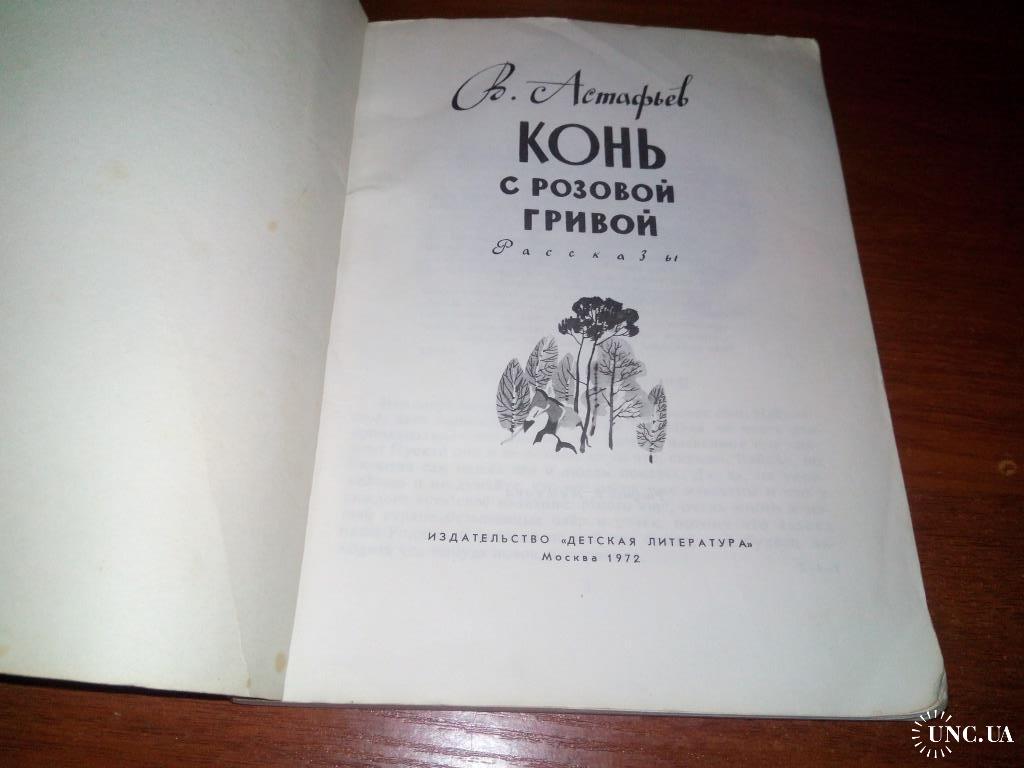 В. Астафьев
КОНЬ
С РОЗОВОЙ
ГРИВОЙ
Рассказы
ИЗДАТЕЛЬСТВО «ДЕТСКАЯ ЛИТЕРАТУРА»
Москва 1972
UNC.UA